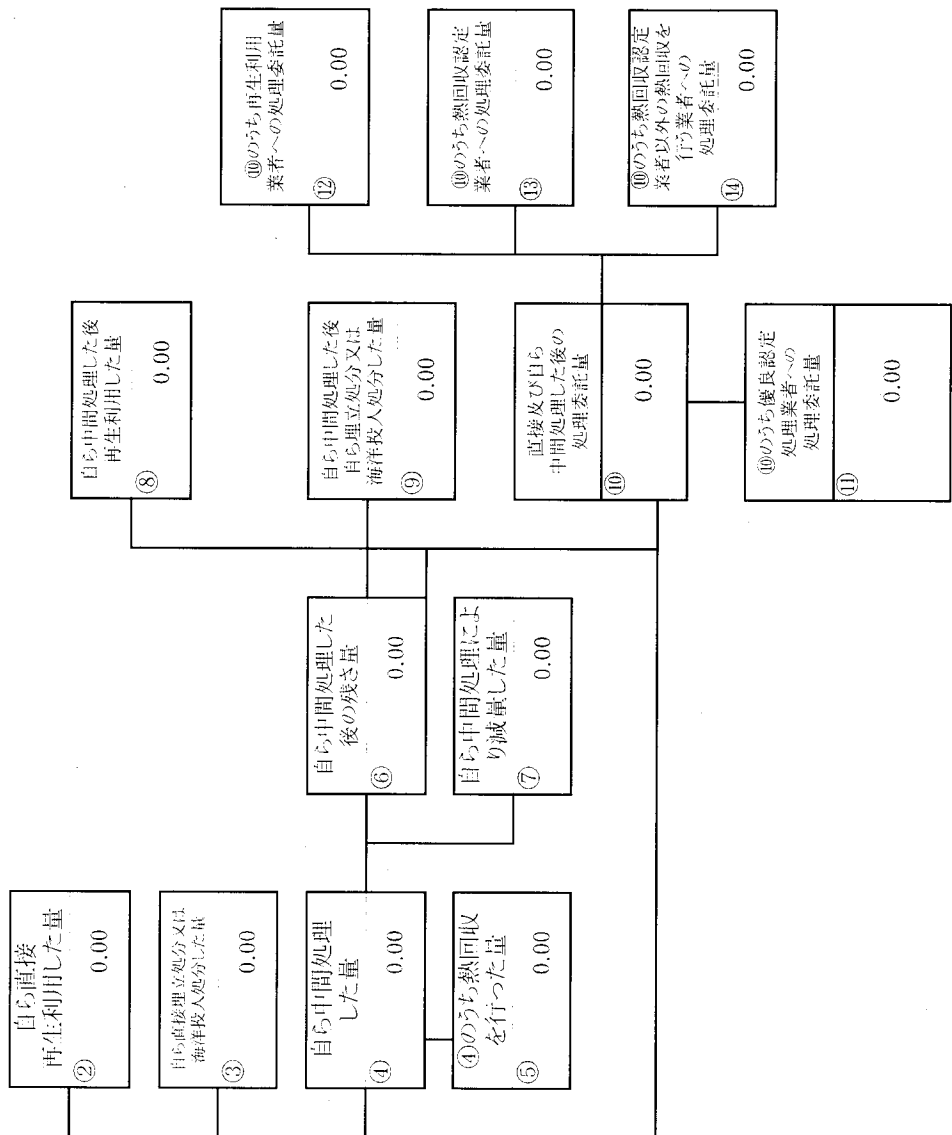 自ら直接
再生利用した量
②
0.00
自ら直接埋立処分又は
海洋投入処分した量
③
0.00
自ら中間処理
した量
④
0.00
④のうち熱回収
を行った量
⑤
0.00
自ら中間処理した
後の残さ量
⑥
0.00
自ら中間処理によ
り減量した量
⑦
0.00
自ら中間処理した後
再生利用した量
⑧
0.00
自ら中間処理した後
自ら埋立処分又は
海洋投入処分した量
⑨
0.00
直接及び自ら
中間処理した後の
処理委託量
⑩
0.00
⑩のうち優良認定
処理業者への
処理委託量
⑪
0.00
⑩のうち再生利用
業者への処理委託量
⑫
0.00
⑩のうち熱回収認定
業者への処理委託量
⑬
0.00
⑩のうち熱回収認定
業者以外の熱回収を
行う業者への
処理委託量
⑭
0.00